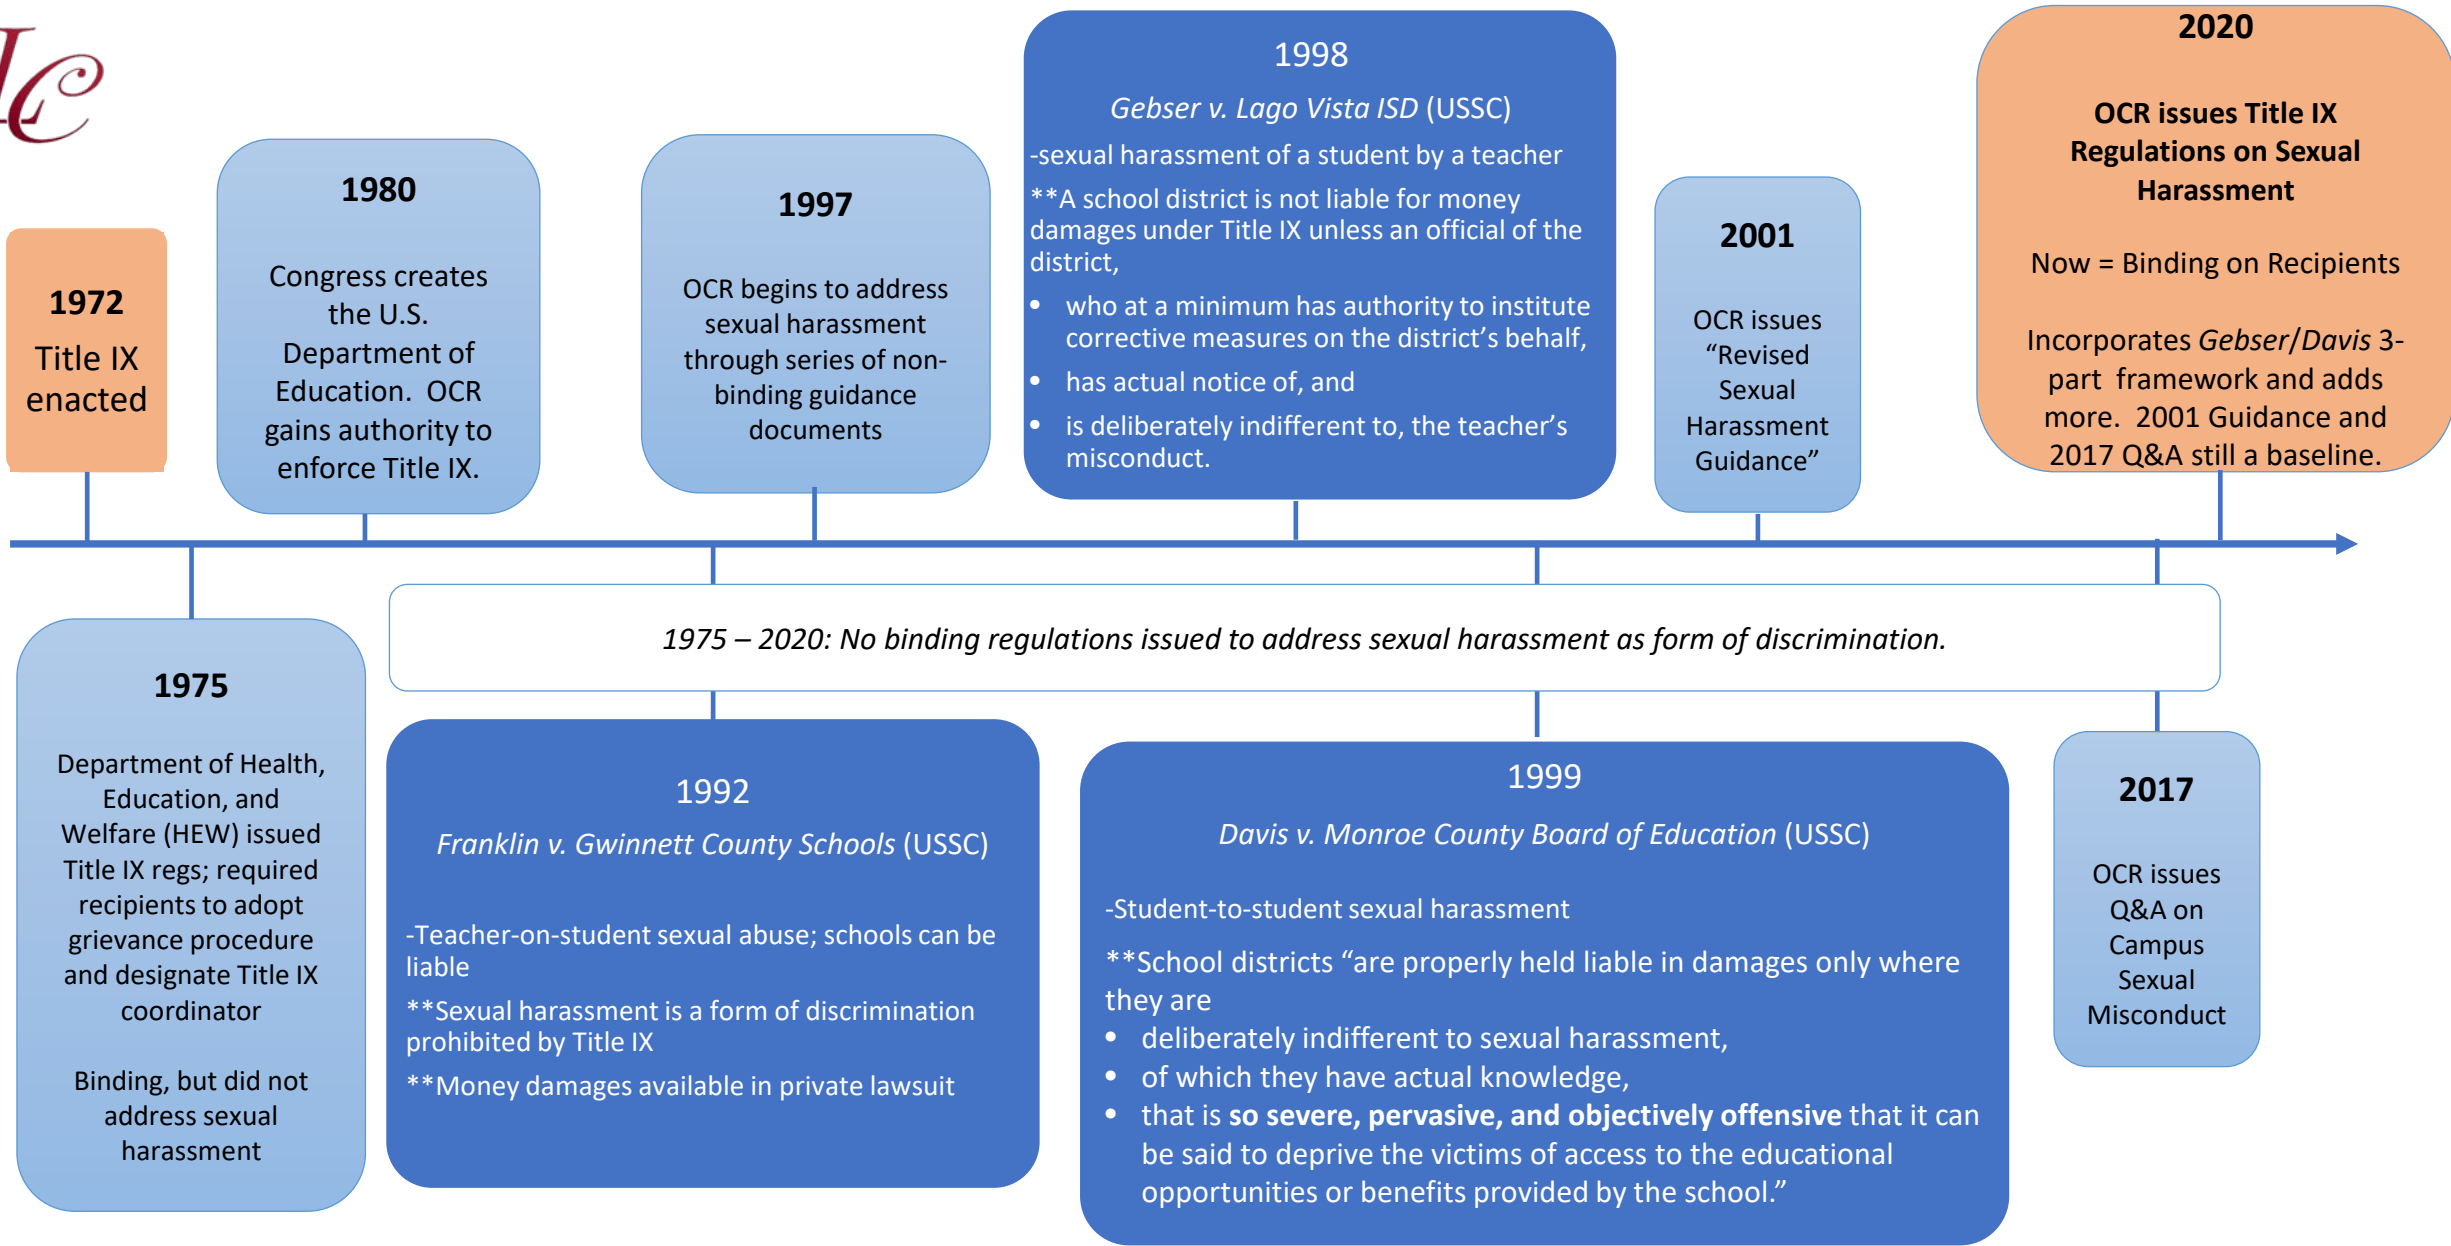 LC
1972
Title IX
enacted
1980
Congress creates
the U.S.
Department of
Education.  OCR
gains authority to
enforce Title IX.
1997
OCR begins to address
sexual harassment
through series of non-
binding guidance
documents
1998
Gebser v. Lago Vista ISD (USSC)
-sexual harassment of a student by a teacher
**A school district is not liable for money
damages under Title IX unless an official of the
district,
• who at a minimum has authority to institute
corrective measures on the district’s behalf,
• has actual notice of, and
• is deliberately indifferent to, the teacher’s
misconduct.
2001
OCR issues
“Revised
Sexual
Harassment
Guidance”
2020
OCR issues Title IX
Regulations on Sexual
Harassment
Now = Binding on Recipients
Incorporates Gebser/Davis 3-
part  framework and adds
more.  2001 Guidance and
2017 Q&A still a baseline.
1975 – 2020: No binding regulations issued to address sexual harassment as form of discrimination.
1975
Department of Health,
Education, and
Welfare (HEW) issued
Title IX regs; required
recipients to adopt
grievance procedure
and designate Title IX
coordinator
Binding, but did not
address sexual
harassment
1992
Franklin v. Gwinnett County Schools (USSC)
-Teacher-on-student sexual abuse; schools can be
liable
**Sexual harassment is a form of discrimination
prohibited by Title IX
**Money damages available in private lawsuit
1999
Davis v. Monroe County Board of Education (USSC)
-Student-to-student sexual harassment
**School districts “are properly held liable in damages only where
they are
• deliberately indifferent to sexual harassment,
• of which they have actual knowledge,
• that is so severe, pervasive, and objectively offensive that it can
be said to deprive the victims of access to the educational
opportunities or benefits provided by the school.”
2017
OCR issues
Q&A on
Campus
Sexual
Misconduct